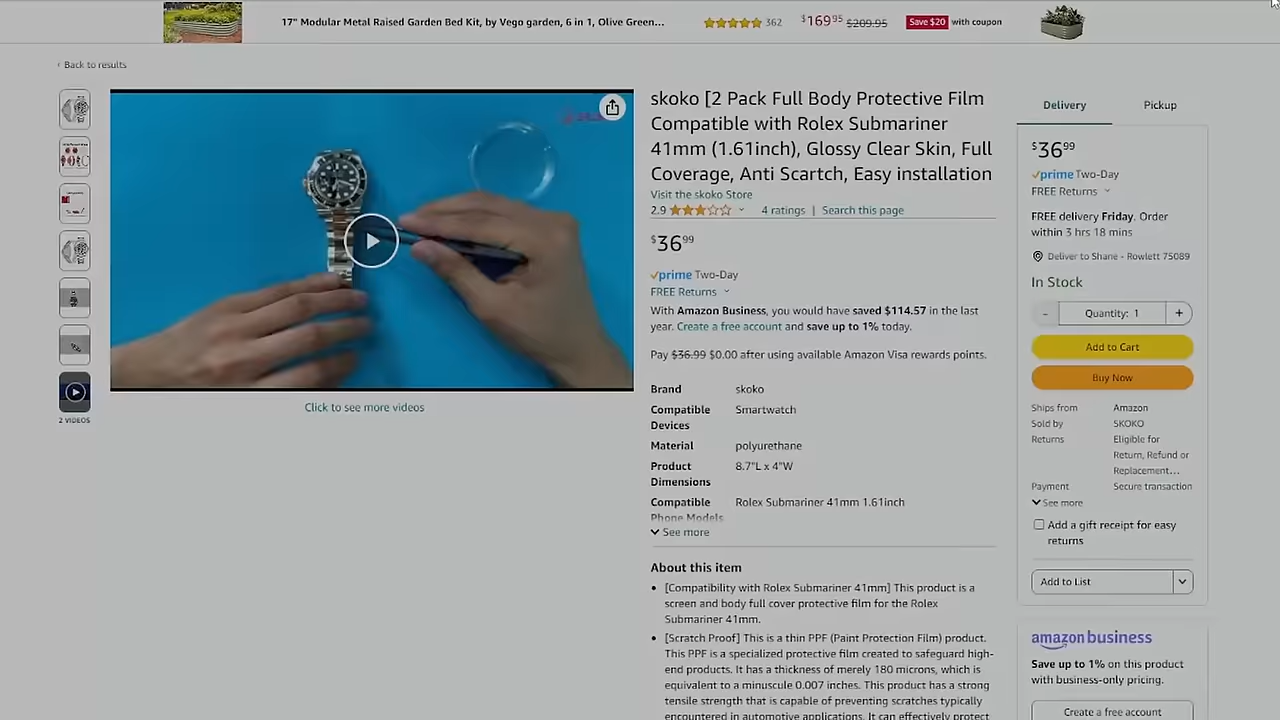 17" Modular Metal Raised Garden Bed Kit, by Vego garden, 6 in 1, Olive Green...
362
$169.95 $209.95
Save $20 with coupon
‹ Back to results
2 VIDEOS
Click to see more videos
skoko [2 Pack Full Body Protective Film
Compatible with Rolex Submariner
41mm (1.61inch), Glossy Clear Skin, Full
Coverage, Anti Scartch, Easy installation
Visit the skoko Store
2.9
4 ratings | Search this page
$36.99
prime Two-Day
FREE Returns
With Amazon Business, you would have saved $114.57 in the last
year. Create a free account and save up to 1% today.
Pay $36.99 $0.00 after using available Amazon Visa rewards points.
Brand skoko
Compatible Devices Smartwatch
Material polyurethane
Product Dimensions 8.7"L x 4"W
Compatible Phone Models Rolex Submariner 41mm 1.61inch
See more
About this item
• [Compatibility with Rolex Submariner 41mm] This product is a
screen and body full cover protective film for the Rolex
Submariner 41mm.
• [Scratch Proof] This is a thin PPF (Paint Protection Film) product.
This PPF is a specialized protective film created to safeguard high-
end products. It has a thickness of merely 180 microns, which is
equivalent to a minuscule 0.007 inches. This product has a strong
tensile strength that is capable of preventing scratches typically
encountered in automotive applications. It can effectively protect
Delivery
Pickup
$36.99
prime Two-Day
FREE Returns
FREE delivery Friday. Order
within 3 hrs 18 mins
Deliver to Shane - Rowlett 75089
In Stock
- Quantity: 1 +
Add to Cart
Buy Now
Ships from Amazon
Sold by SKOKO
Returns Eligible for
Return, Refund or
Replacement...
Payment Secure transaction
See more
Add a gift receipt for easy
returns
Add to List
amazon business
Save up to 1% on this product
with business-only pricing.
Create a free account